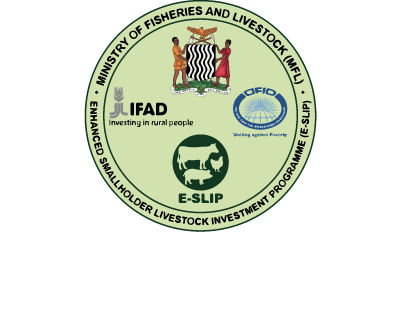 MINISTRY OF FISHERIES AND LIVESTOCK (MFL)
IFAD
Investing in rural people
OFID
Uniting against Poverty
E-SLIP
ENHANCED SMALLHOLDER LIVESTOCK INVESTMENT PROGRAMME (E-SLIP)